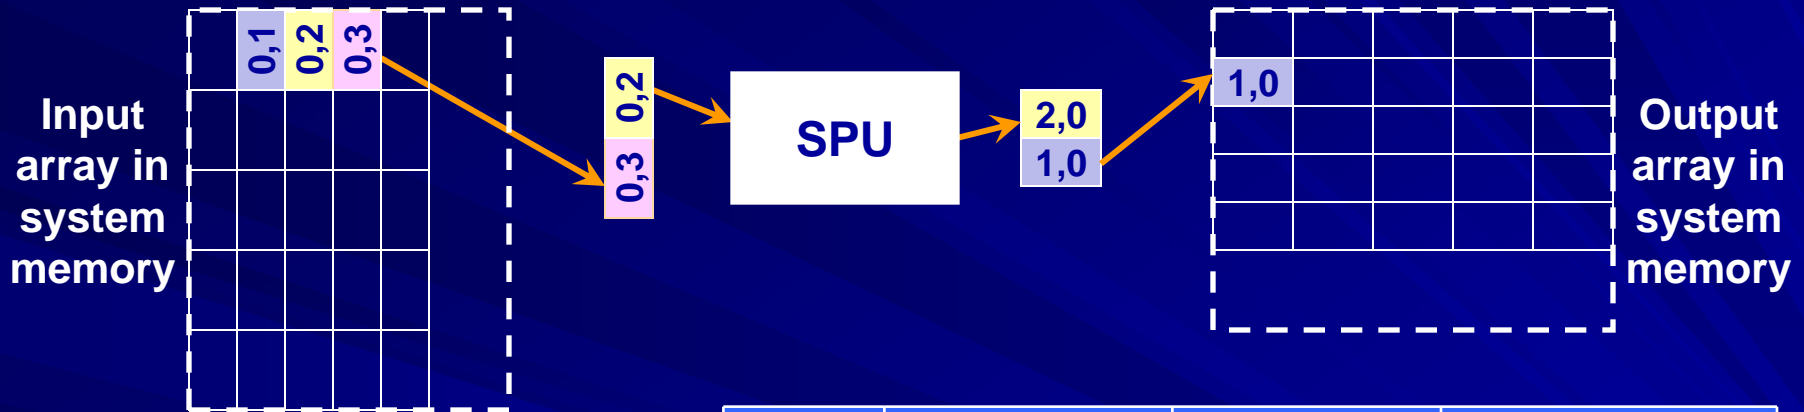 Input
array in
system
memory
0,1
0,2
0,3
0,2
0,3
SPU
2,0
1,0
1,0
Output
array in
system
memory